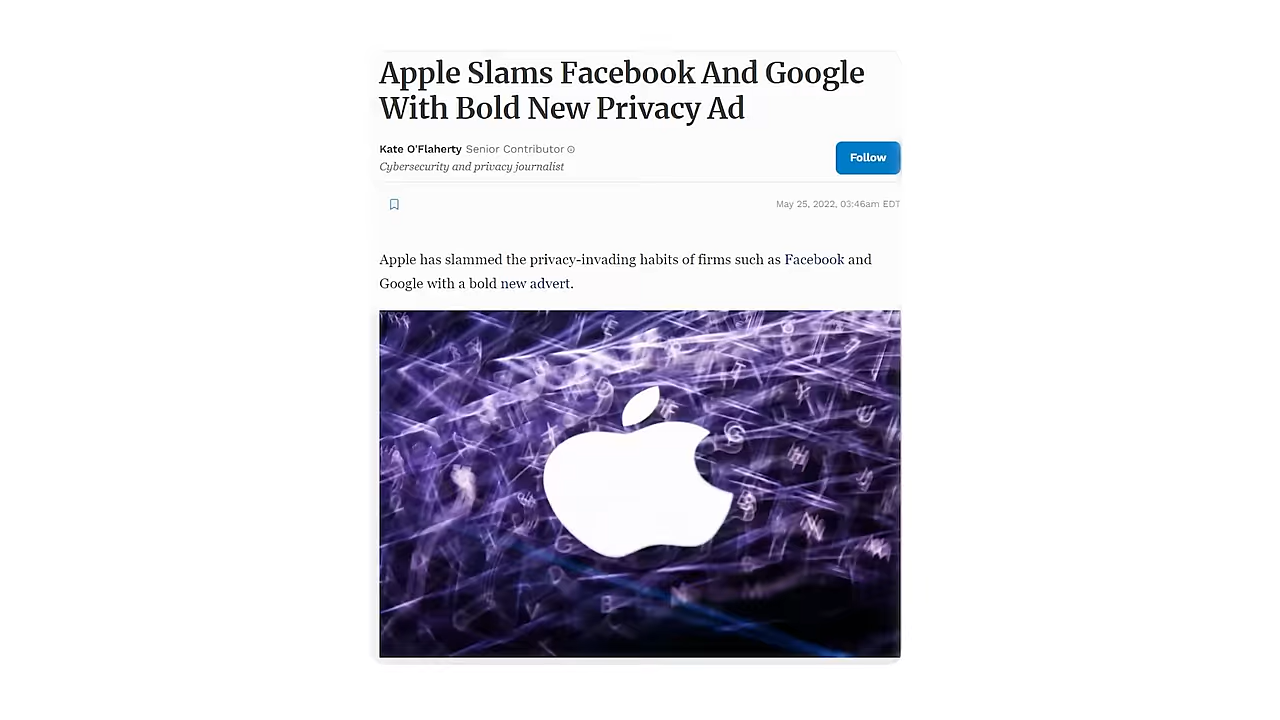 Apple Slams Facebook And Google
With Bold New Privacy Ad
Kate O'Flaherty Senior Contributor
Cybersecurity and privacy journalist
Follow
May 25, 2022, 03:46am EDT
Apple has slammed the privacy-invading habits of firms such as Facebook and
Google with a bold new advert.